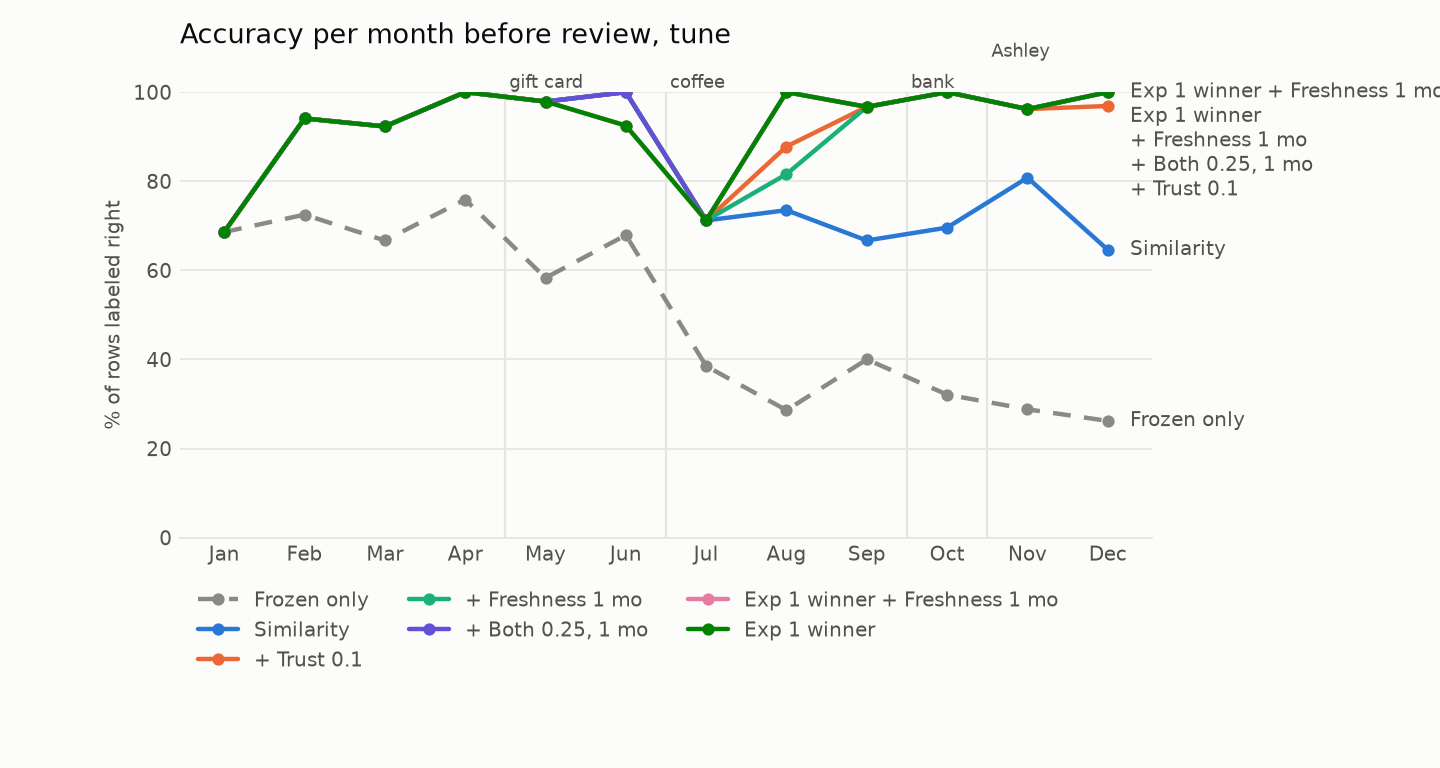 Accuracy per month before review, tune
Ashley
gift card
coffee
bank
100
80
60
40
20
0
% of rows labeled right
Exp 1 winner + Freshness 1 mo
Exp 1 winner
+ Freshness 1 mo
+ Both 0.25, 1 mo
+ Trust 0.1
Similarity
Frozen only
Jan Feb Mar Apr May Jun Jul Aug Sep Oct Nov Dec
Frozen only + Freshness 1 mo Exp 1 winner + Freshness 1 mo
Similarity + Both 0.25, 1 mo Exp 1 winner
+ Trust 0.1